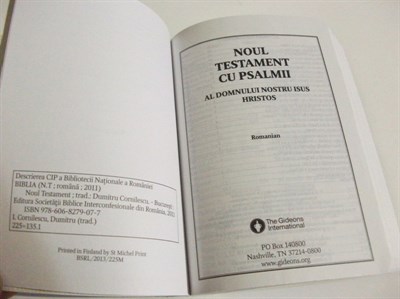 Descrierea CIP a Bibliotecii Naţionale a României
BIBLIA (N.T ; română ; 2011)
Noul Testament ; trad.: Dumitru Cornilescu. - Bucureşti:
Editura Societăţii Biblice Interconfesionale din România, 2011
ISBN 978-606-8279-07-7
I. Cornilescu, Dumitru (trad.)
225=135.1
Printed in Finland by St Michel Print
BSRL/2013/225M
NOUL
TESTAMENT
CU PSALMII
AL DOMNULUI NOSTRU ISUS
HRISTOS
Romanian
The Gideons
International
PO Box 140800
Nashville, TN 37214-0800
www.gideons.org